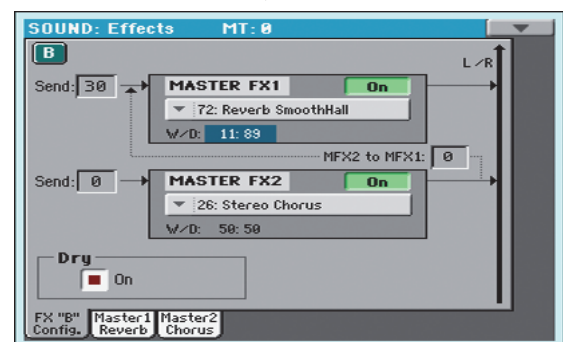 SOUND: Effects MT: 0
B
L/R
Send: 30 MASTER FX1 On
72: Reverb SmoothHall
W/D: 11:89
MFX2 to MFX1: 0
Send: 0 MASTER FX2 On
26: Stereo Chorus
W/D: 50:50
Dry
On
FX "B" Config. Master1 Reverb Master2 Chorus